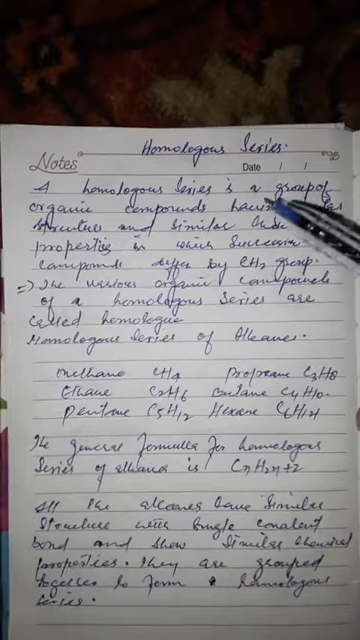 Homologous Series.
Notes
Date / /
A homologous Series is a group of
organic compounds having
structure and similar
properties in which successive
compounds differ by CH2 group.
=) The various organic compounds
of a homologous series are
called homologue
Homologous Series of Alkanes.
methane CH4 propane C3H8
Ethane C2H6 butane C4H10
pentane C5H12 Hexane C6H14
The general formula for homologous
series of alkanes is CnH2n+2
All the alkanes have similar
structure with single covalent
bond and show similar chemical
properties. They are grouped
together to form a homologous
series.